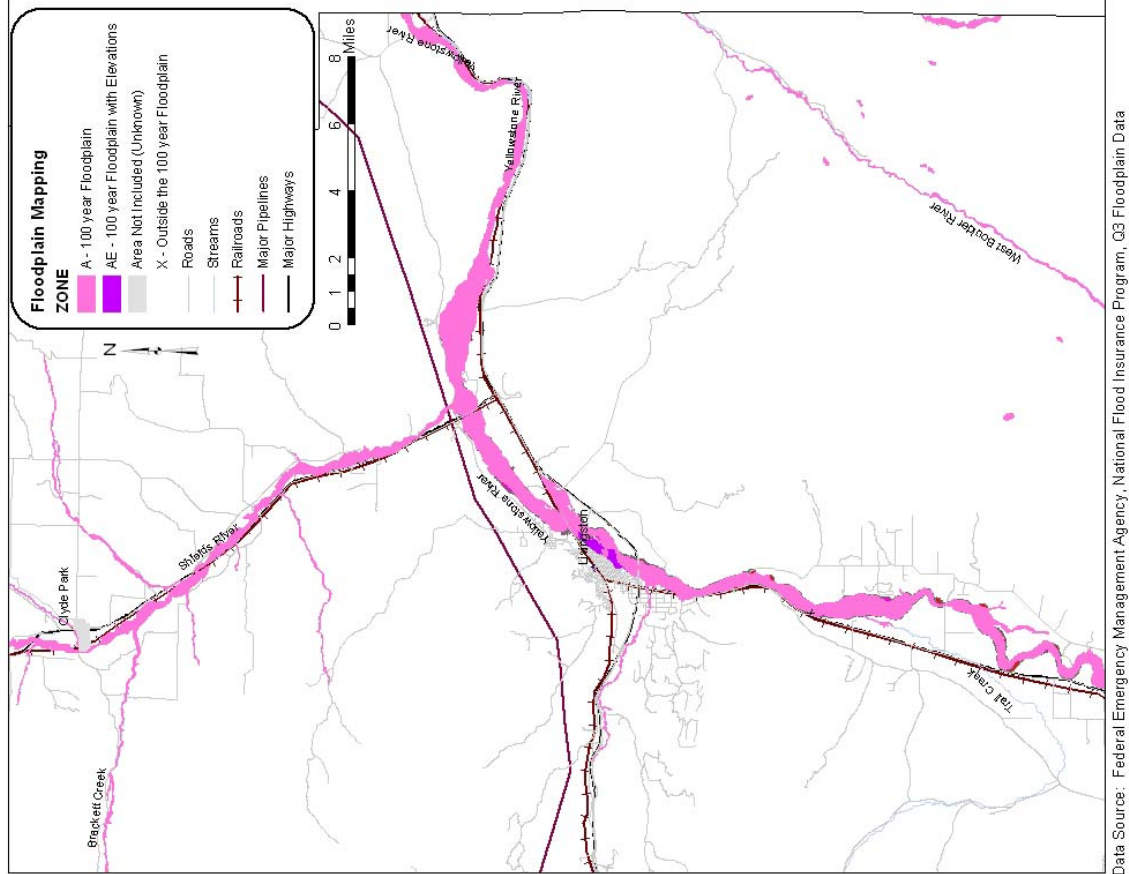 Floodplain Mapping
ZONE
A - 100 year Floodplain
AE - 100 year Floodplain with Elevations
Area Not Included (Unknown)
X - Outside the 100 year Floodplain
Roads
Streams
Railroads
Major Pipelines
Major Highways
N
0 1 2 4 6 8
Miles
Brackett Creek
Clyde Park
Shields River
Yellowstone River
Yellowstone River
Yellowstone River
Livingston
Trail Creek
West Boulder River
Data Source: Federal Emergency Management Agency, National Flood Insurance Program, Q3 Floodplain Data